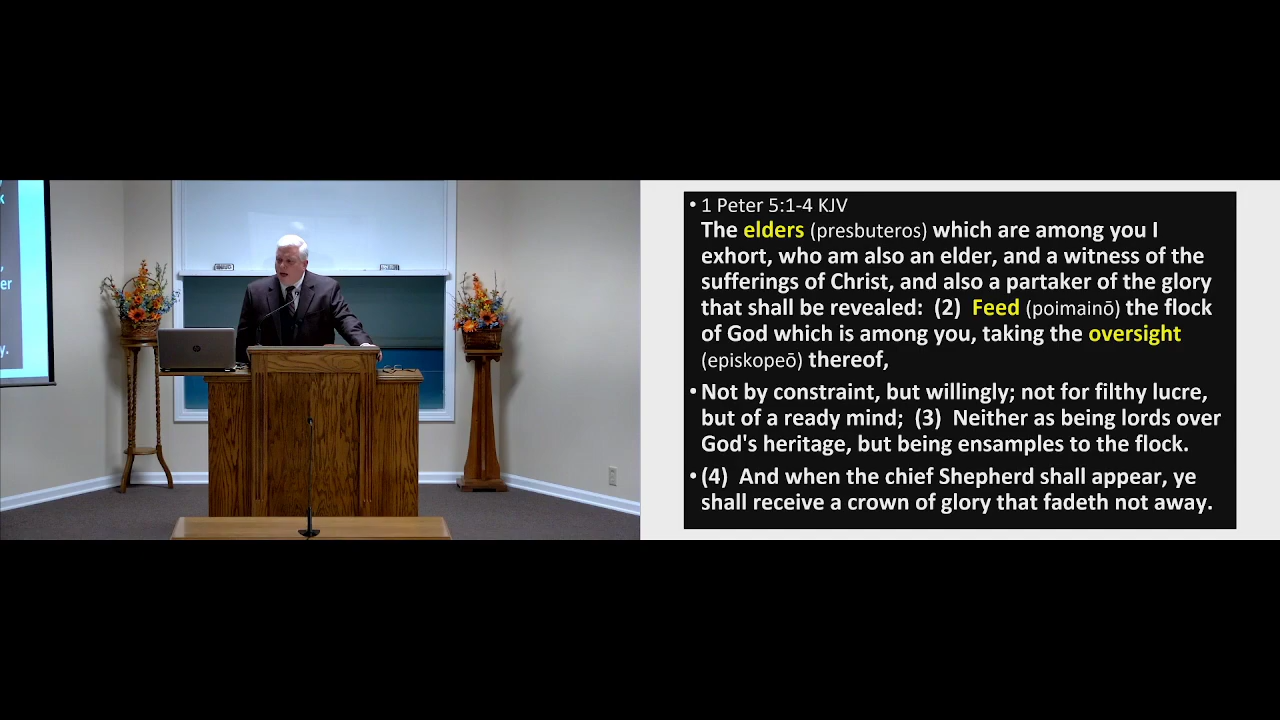 • 1 Peter 5:1-4 KJV
The elders (presbuteros) which are among you I
exhort, who am also an elder, and a witness of the
sufferings of Christ, and also a partaker of the glory
that shall be revealed: (2) Feed (poimainō) the flock
of God which is among you, taking the oversight
(episkopeō) thereof,
• Not by constraint, but willingly; not for filthy lucre,
but of a ready mind; (3) Neither as being lords over
God's heritage, but being ensamples to the flock.
• (4) And when the chief Shepherd shall appear, ye
shall receive a crown of glory that fadeth not away.